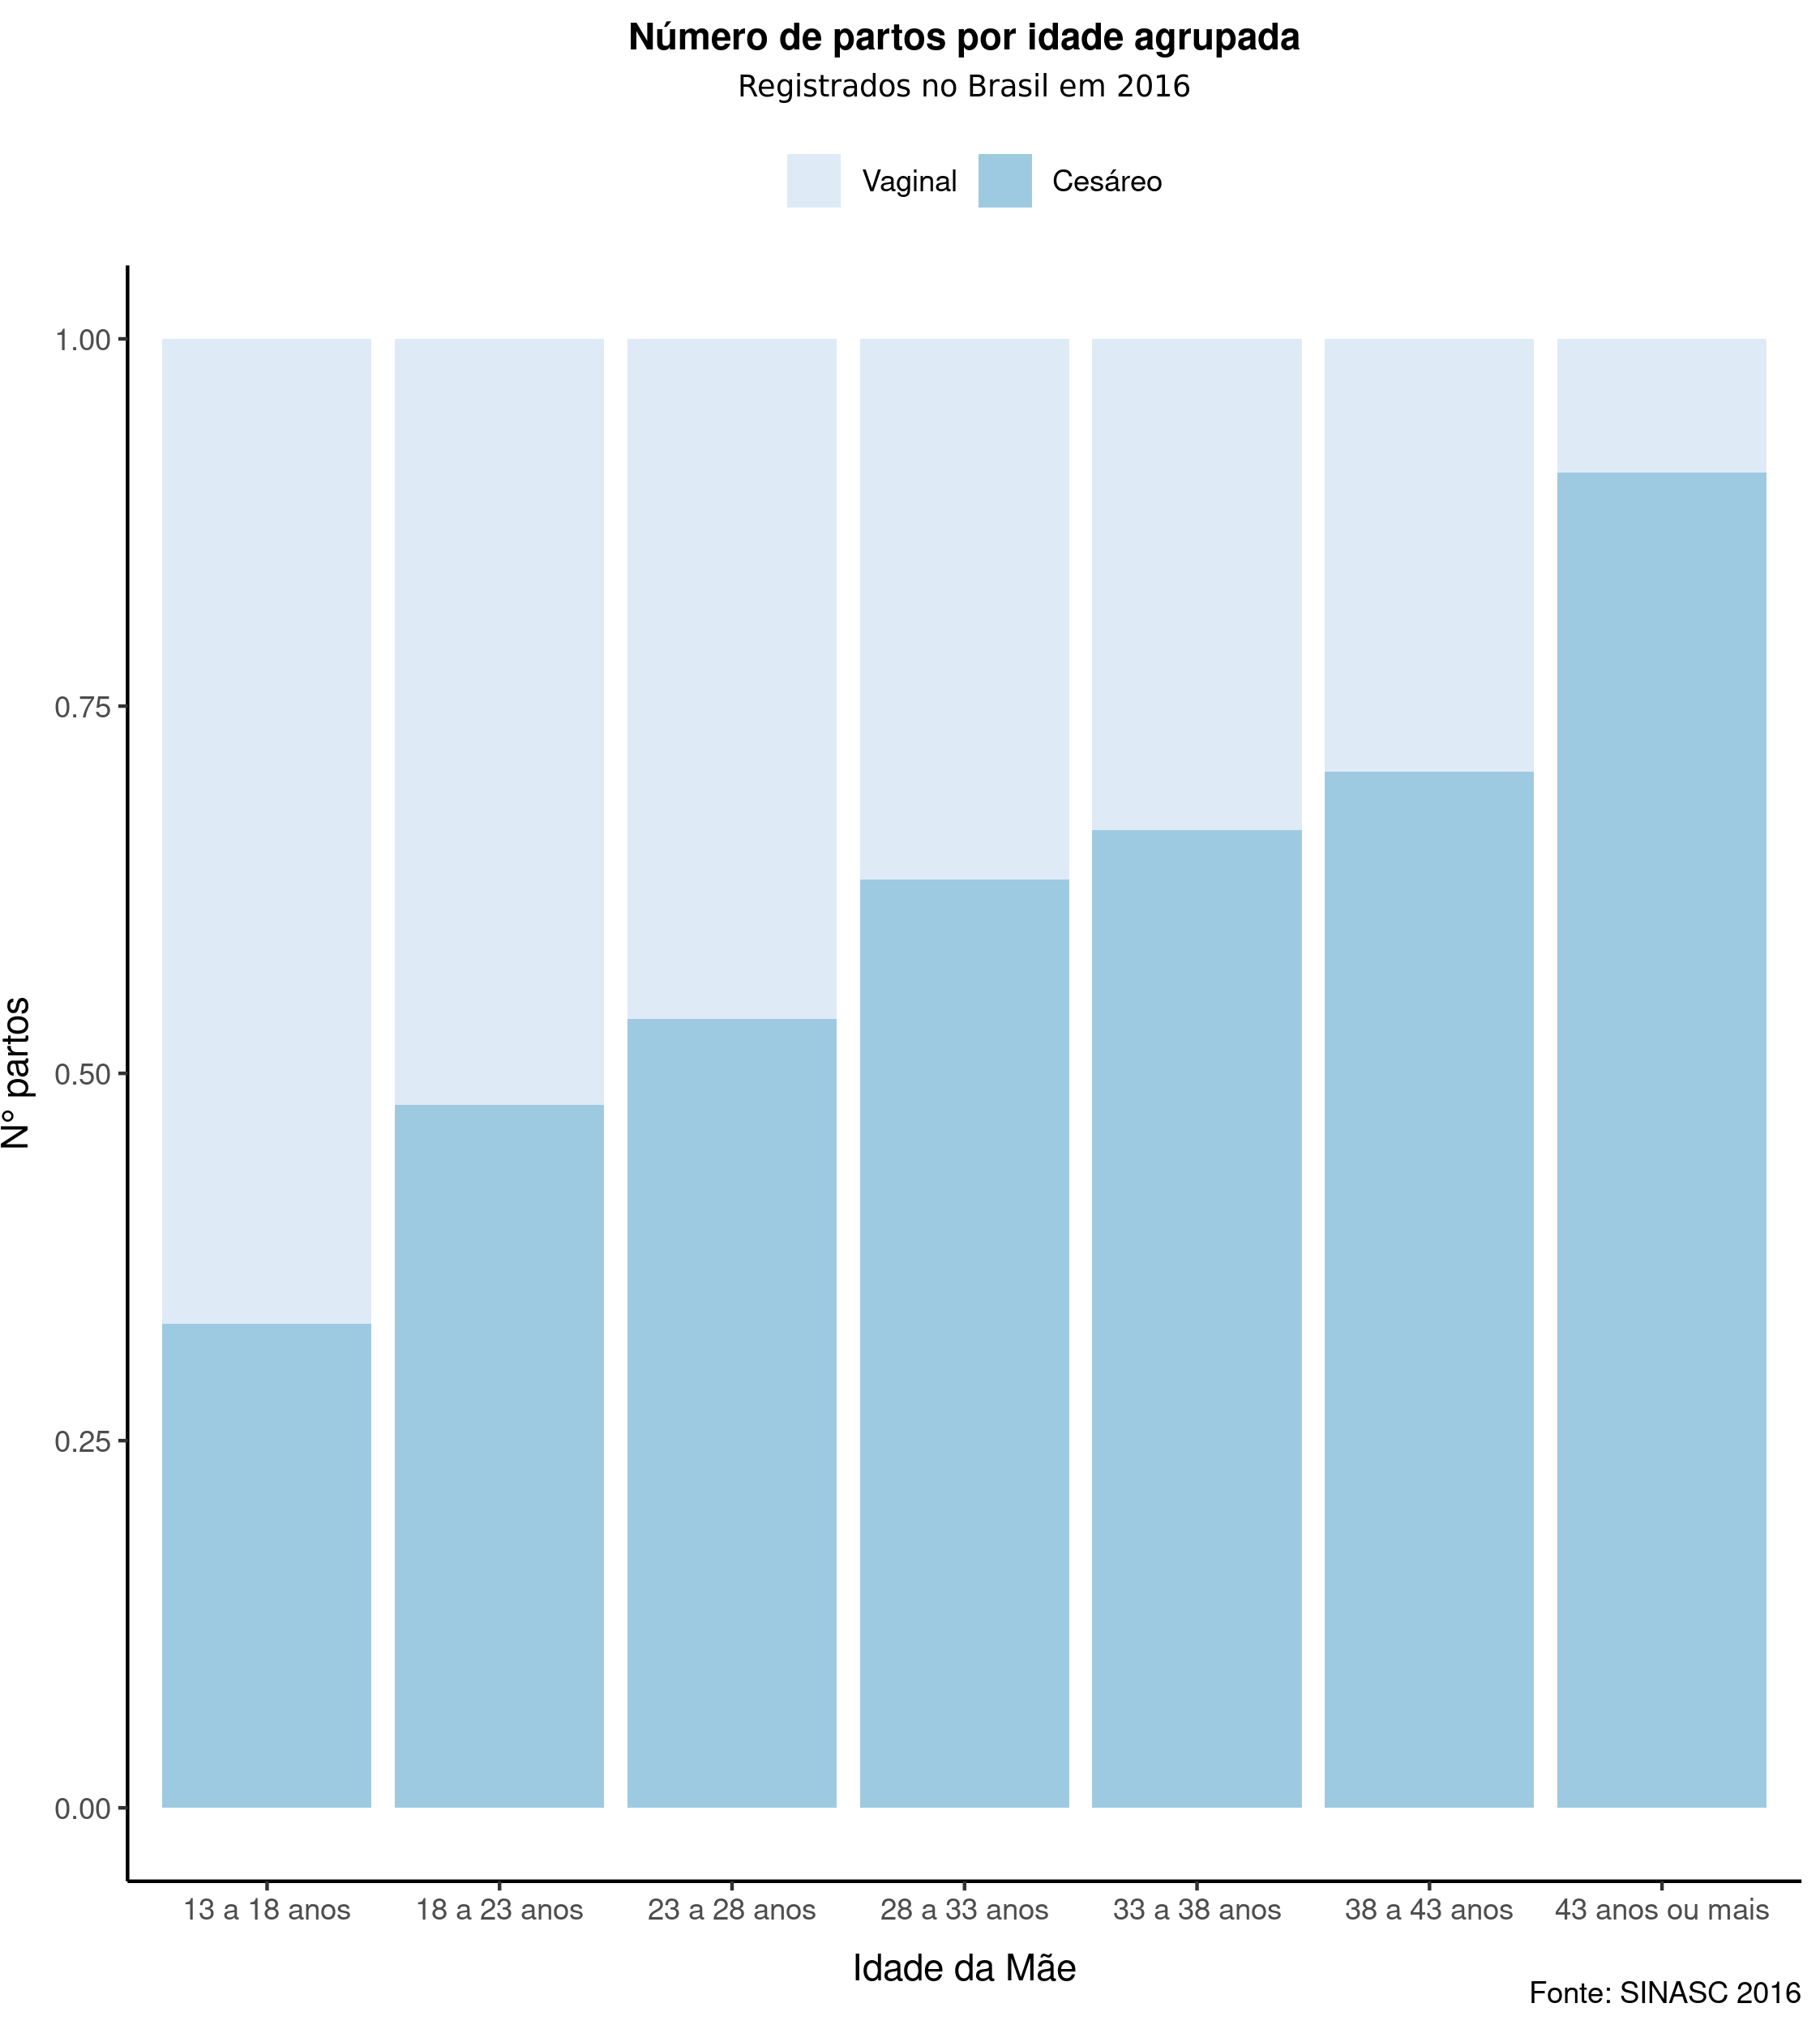 Número de partos por idade agrupada
Registrados no Brasil em 2016
Vaginal Cesáreo
1.00
0.75
0.50
0.25
0.00
N° partos
13 a 18 anos 18 a 23 anos 23 a 28 anos 28 a 33 anos 33 a 38 anos 38 a 43 anos 43 anos ou mais
Idade da Mãe
Fonte: SINASC 2016